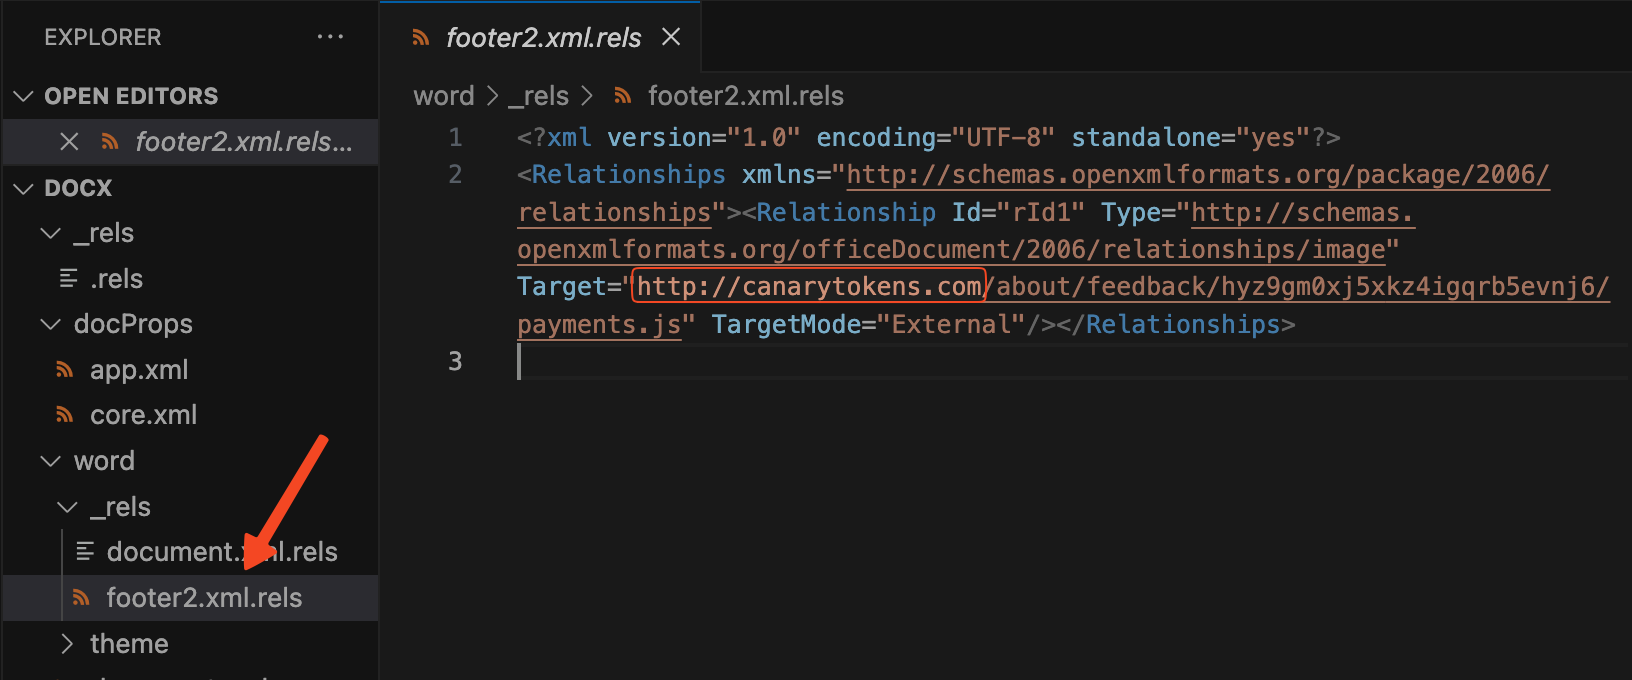 EXPLORER ...
OPEN EDITORS
footer2.xml.rels...
DOCX
_rels
.rels
docProps
app.xml
core.xml
word
_rels
document.xml.rels
footer2.xml.rels
theme
footer2.xml.rels
word > _rels > footer2.xml.rels
1 <?xml version="1.0" encoding="UTF-8" standalone="yes"?>
2 <Relationships xmlns="http://schemas.openxmlformats.org/package/2006/
relationships"><Relationship Id="rId1" Type="http://schemas.
openxmlformats.org/officeDocument/2006/relationships/image"
Target="http://canarytokens.com/about/feedback/hyz9gm0xj5xkz4igqrb5evnj6/
payments.js" TargetMode="External"/></Relationships>
3